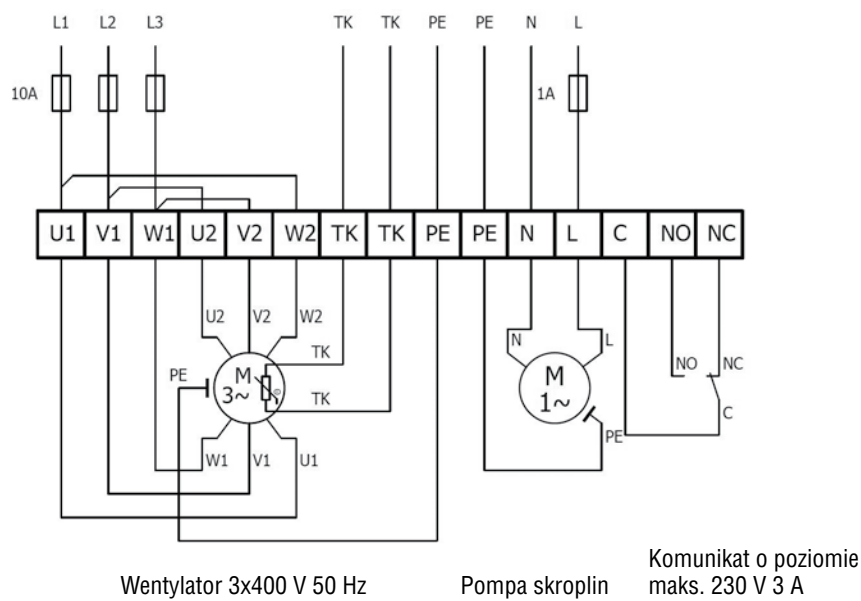 L1 L2 L3 TK TK PE PE N L
10A 1A
U1 V1 W1 U2 V2 W2 TK TK PE PE N L C NO NC
U2 V2 W2
N L
TK
NO NC
PE
M
3~
M
1~
TK
C
PE
W1 V1 U1
Komunikat o poziomie
Wentylator 3x400 V 50 Hz Pompa skroplin maks. 230 V 3 A